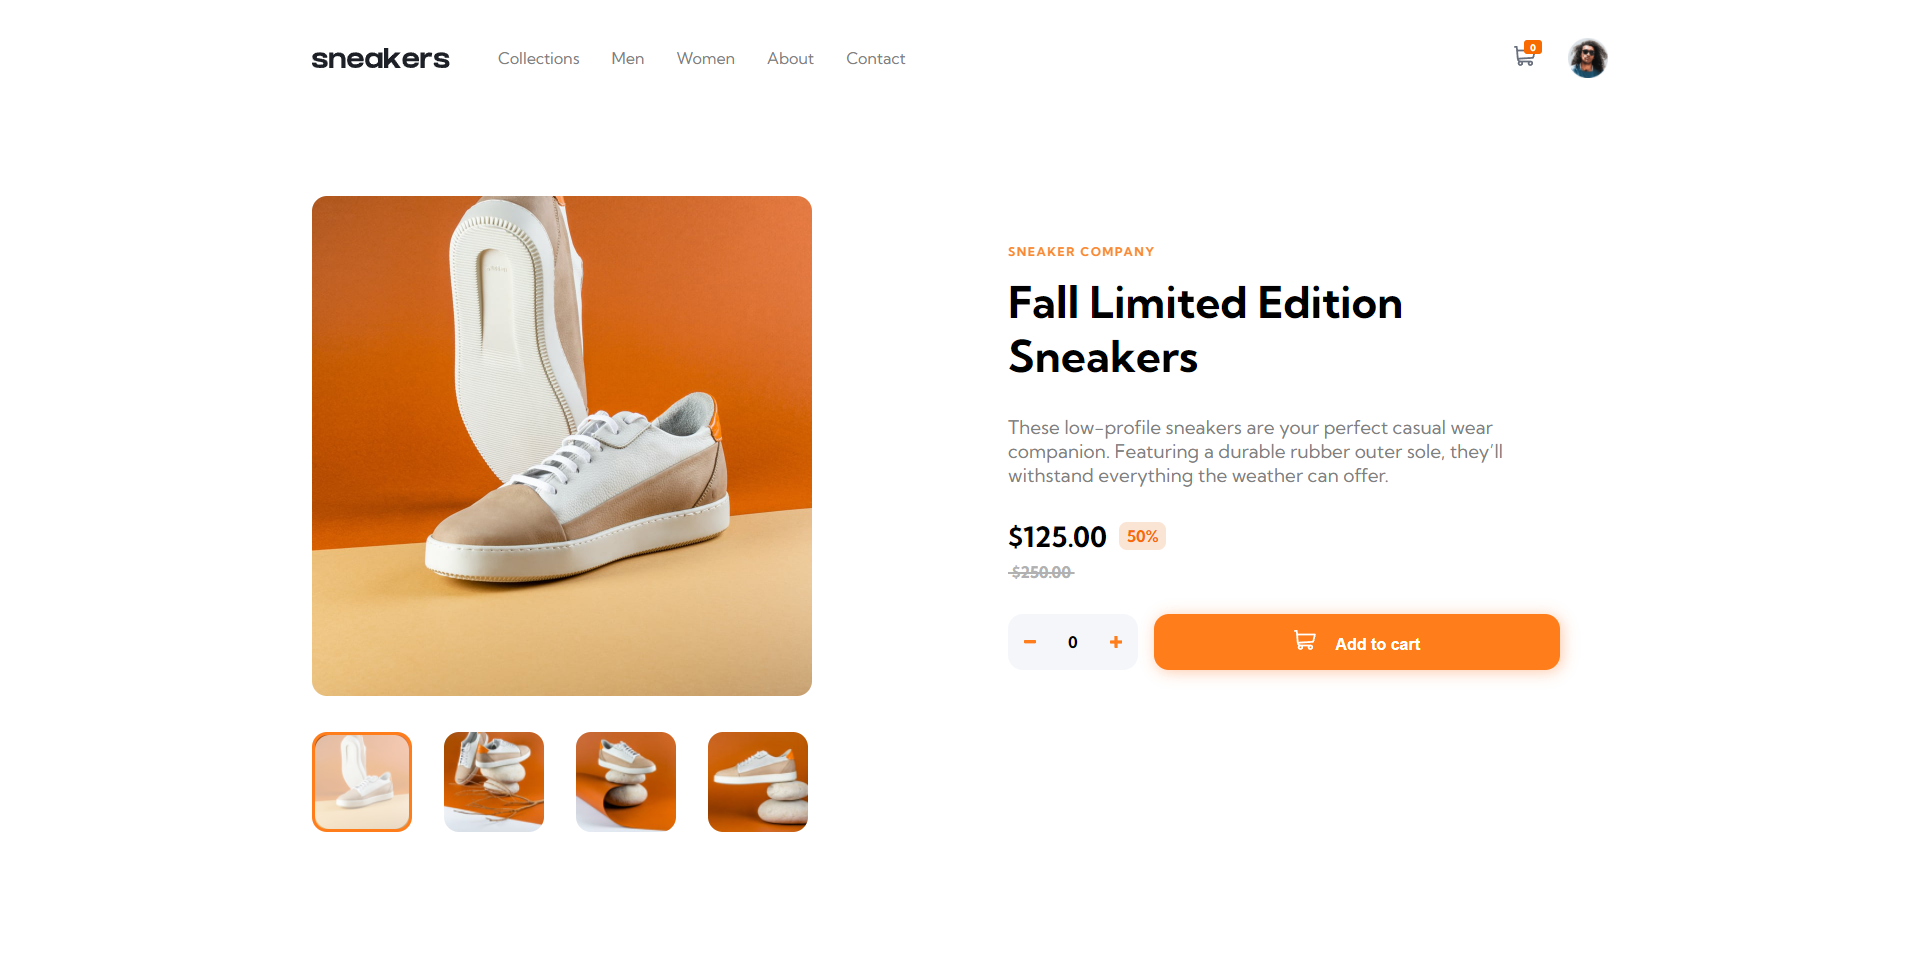 sneakers
Collections
Men
Women
About
Contact
0
SNEAKER COMPANY
Fall Limited Edition
Sneakers
These low-profile sneakers are your perfect casual wear
companion. Featuring a durable rubber outer sole, they’ll
withstand everything the weather can offer.
$125.00
50%
$250.00
0
Add to cart